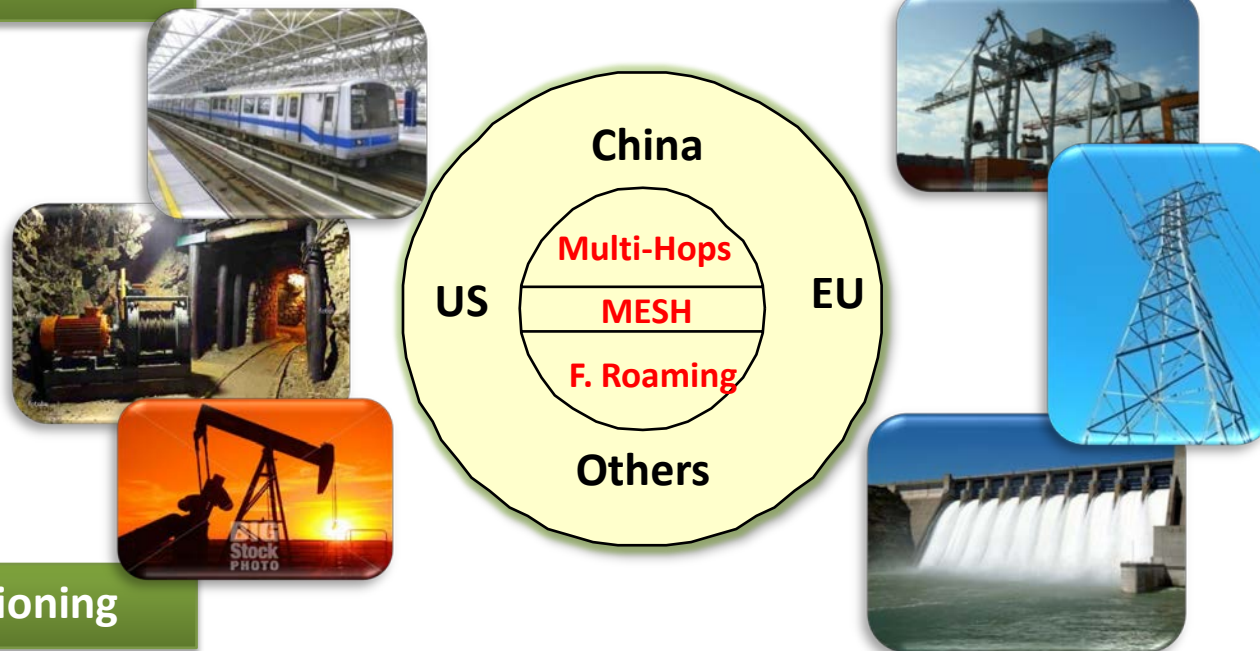 China
US
EU
Multi-Hops
MESH
F. Roaming
Others
BIG
Stock
PHOTO
ioning